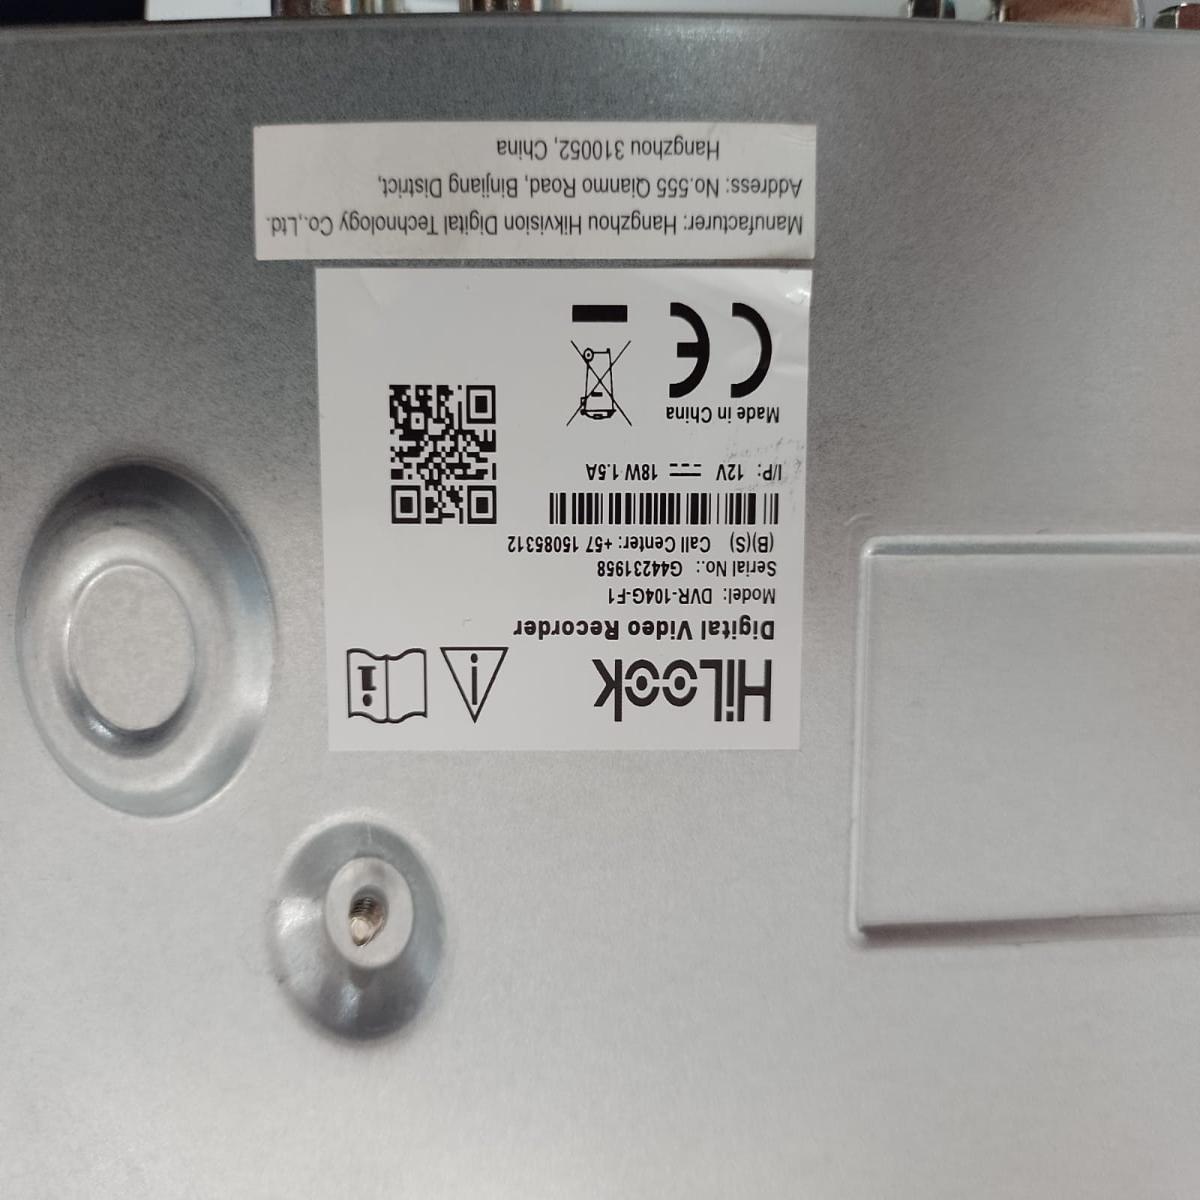 HiLook
Digital Video Recorder
Model: DVR-104G-F1
Serial No.: G44231958
(B)(S) Call Center: +57 15085312
I/P: 12V 18W 1.5A
Made in China
CE
Manufacturer: Hangzhou Hikvision Digital Technology Co.,Ltd.
Address: No.555 Qianmo Road, Binjiang District,
Hangzhou 310052, China